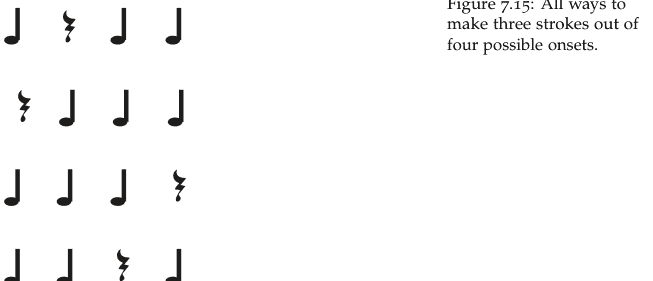 Figure 7.15: All ways to
make three strokes out of
four possible onsets.